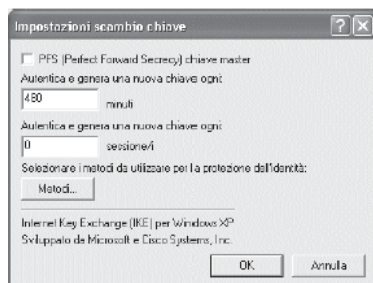 Impostazioni scambio chiave
PFS (Perfect Forward Secrecy) chiave master
Autentica e genera una nuova chiave ogni:
480 minuti
Autentica e genera una nuova chiave ogni:
0 sessione/i
Selezionare i metodi da utilizzare per la protezione dell'identità:
Metodi...
Internet Key Exchange (IKE) per Windows XP
Sviluppato da Microsoft e Cisco Systems, Inc.
OK Annulla